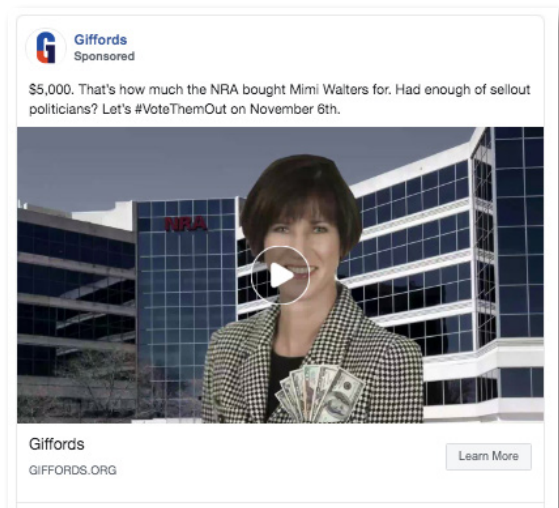 Giffords
Sponsored
$5,000. That's how much the NRA bought Mimi Walters for. Had enough of sellout
politicians? Let's #VoteThemOut on November 6th.
NRA
Giffords
GIFFORDS.ORG
Learn More